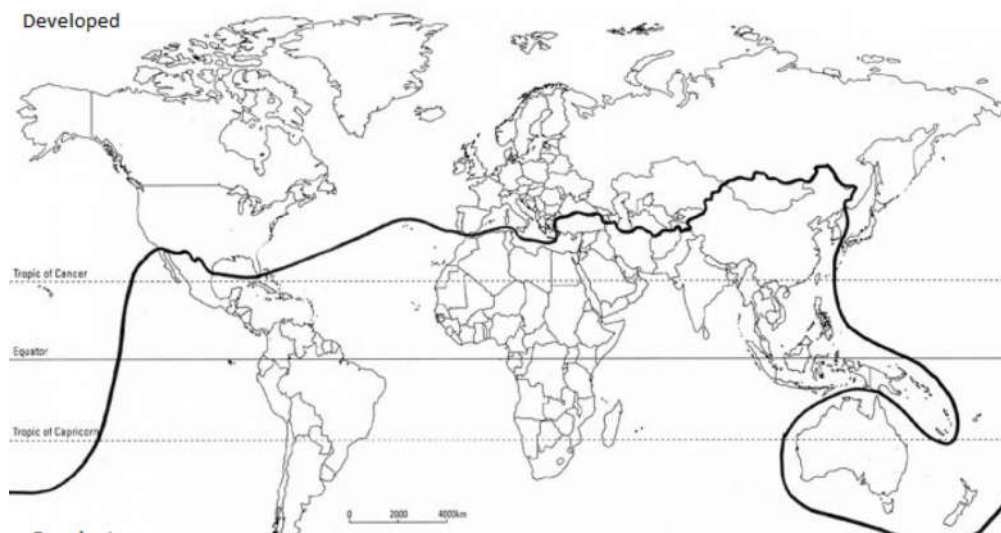 Developed
Tropic of Cancer
Equator
Tropic of Capricorn
0 2000 4000km